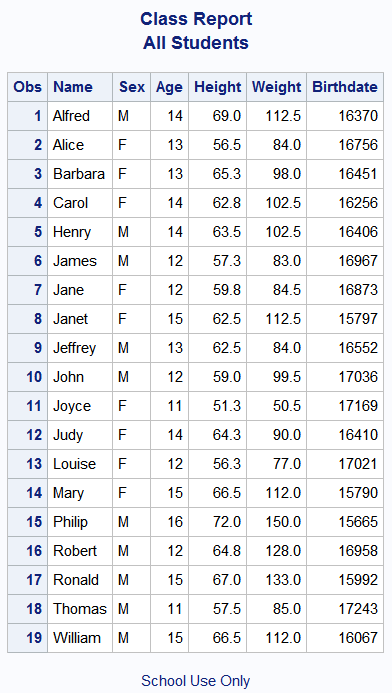 Class Report
All Students
Obs Name Sex Age Height Weight Birthdate
1 Alfred M 14 69.0 112.5 16370
2 Alice F 13 56.5 84.0 16756
3 Barbara F 13 65.3 98.0 16451
4 Carol F 14 62.8 102.5 16256
5 Henry M 14 63.5 102.5 16406
6 James M 12 57.3 83.0 16967
7 Jane F 12 59.8 84.5 16873
8 Janet F 15 62.5 112.5 15797
9 Jeffrey M 13 62.5 84.0 16552
10 John M 12 59.0 99.5 17036
11 Joyce F 11 51.3 50.5 17169
12 Judy F 14 64.3 90.0 16410
13 Louise F 12 56.3 77.0 17021
14 Mary F 15 66.5 112.0 15790
15 Philip M 16 72.0 150.0 15665
16 Robert M 12 64.8 128.0 16958
17 Ronald M 15 67.0 133.0 15992
18 Thomas M 11 57.5 85.0 17243
19 William M 15 66.5 112.0 16067
School Use Only